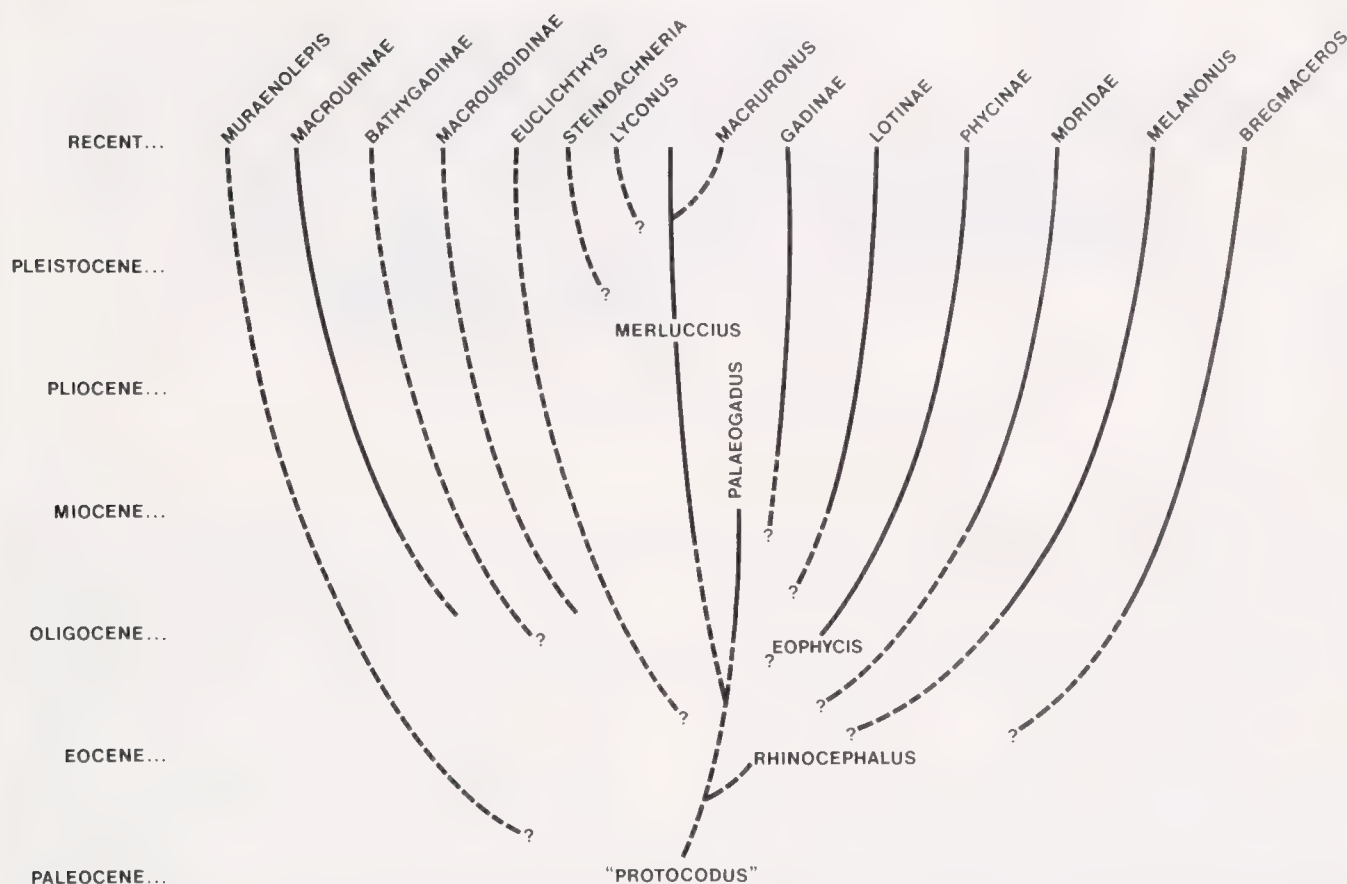 MURAENOLEPIS
MACROURINAE
BATHYGADINAE
MACROUROIDINAE
EUCLICHTHYS
STEINDACHNERIA
LYCONUS
MACRURONUS
GADINAE
LOTINAE
PHYCINAE
MORIDAE
MELANONUS
BREGMACEROS
RECENT...
?
PLEISTOCENE...
?
MERLUCCIUS
PLIOCENE...
PALAEOGADUS
MIOCENE...
?
?
OLIGOCENE...
?
EOPHYCIS
?
?
?
?
?
EOCENE...
RHINOCEPHALUS
?
PALEOCENE...
"PROTOCODUS"